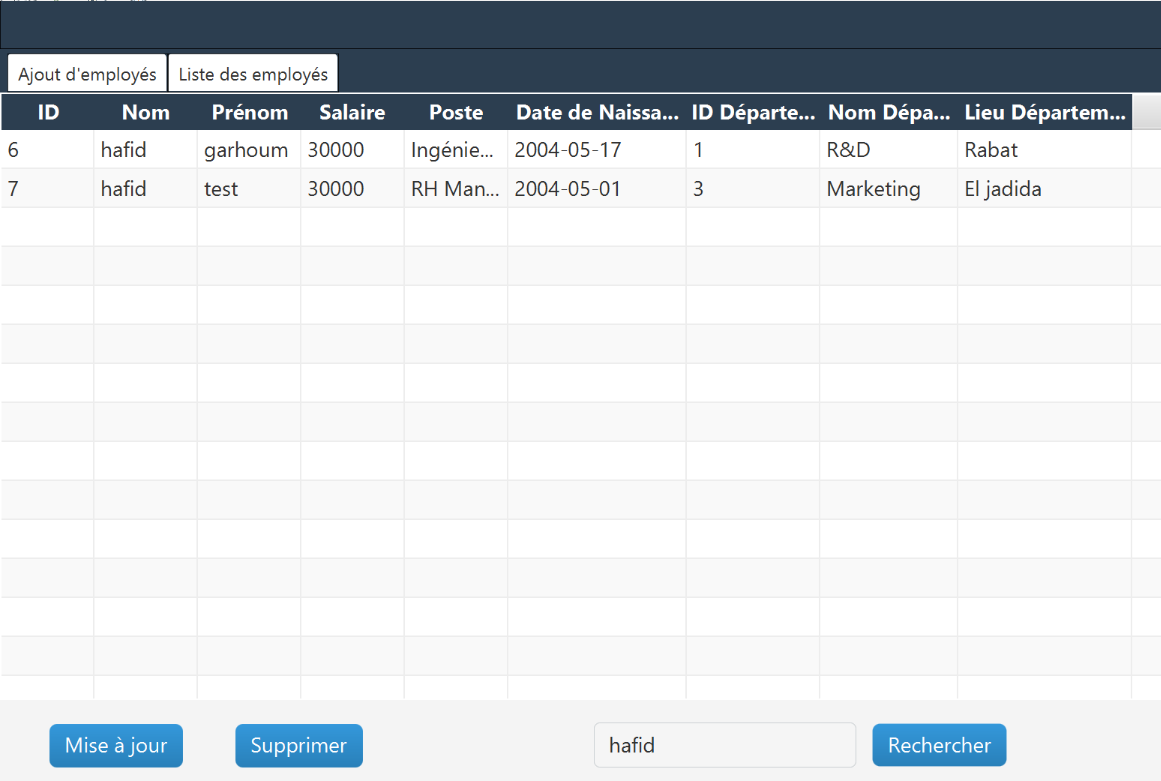 Ajout d'employés Liste des employés
ID Nom Prénom Salaire Poste Date de Naissa... ID Départe... Nom Dépa... Lieu Départem...
6 hafid garhoum 30000 Ingénie... 2004-05-17 1 R&D Rabat
7 hafid test 30000 RH Man... 2004-05-01 3 Marketing El jadida
Mise à jour Supprimer hafid Rechercher